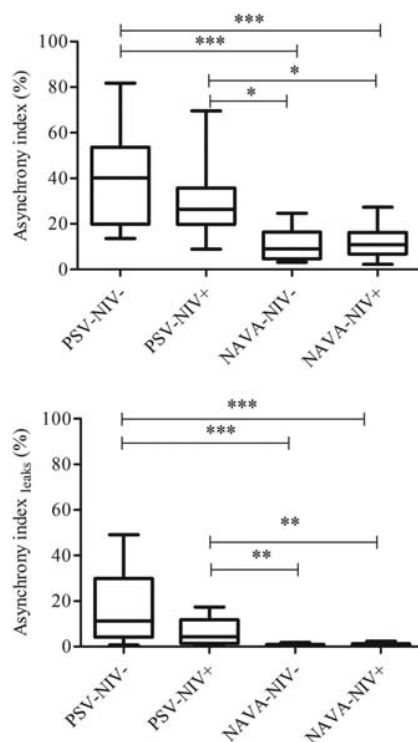 ***
100
***
80
*
60
*
40
20
0
Asynchrony index (%)
PSV-NIV-
PSV-NIV+
NAVA-NIV-
NAVA-NIV+
***
100
***
80
60
**
40
**
20
0
Asynchrony index leaks (%)
PSV-NIV-
PSV-NIV+
NAVA-NIV-
NAVA-NIV+